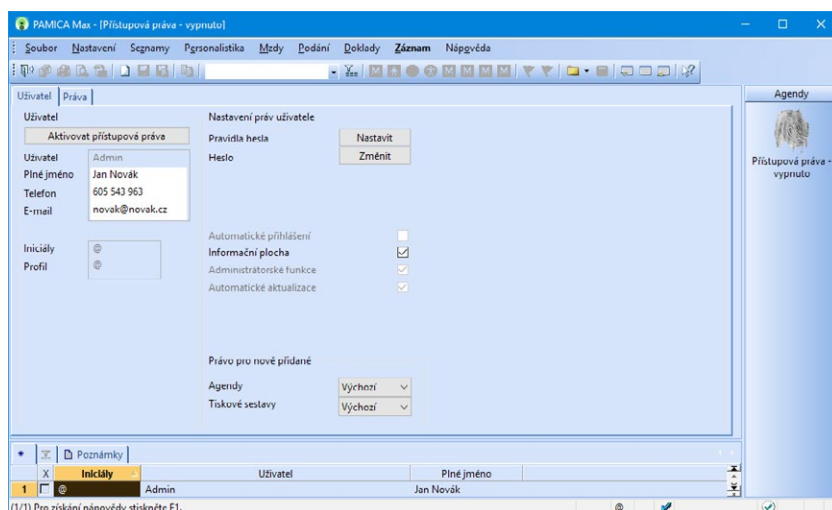 PAMICA Max - [Přístupová práva - vypnuto]
Soubor Nastavení Seznamy Personalistika Mzdy Podání Doklady Záznam Nápověda
Uživatel Práva
Agendy
Uživatel
Nastavení práv uživatele
Aktivovat přístupová práva
Pravidla hesla Nastavit
Uživatel Admin
Heslo Změnit
Plné jméno Jan Novák
Telefon 605 543 963
E-mail novak@novak.cz
Přístupová práva -
vypnuto
Automatické přihlášení
Iniciály @
Informační plocha
Profil @
Administrátorské funkce
Automatické aktualizace
Právo pro nově přidané
Agendy Výchozí
Tiskové sestavy Výchozí
Poznámky
X Iniciály Uživatel Plné jméno
1 @ Admin Jan Novák
(1/1) Pro získání nápovědy stiskněte F1. @